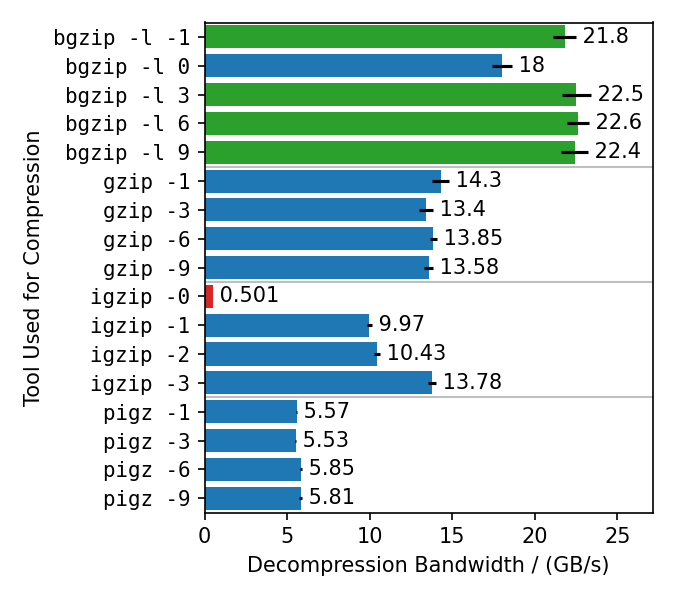 Tool Used for Compression
bgzip -l -1 21.8
bgzip -l 0 18
bgzip -l 3 22.5
bgzip -l 6 22.6
bgzip -l 9 22.4
gzip -1 14.3
gzip -3 13.4
gzip -6 13.85
gzip -9 13.58
igzip -0 0.501
igzip -1 9.97
igzip -2 10.43
igzip -3 13.78
pigz -1 5.57
pigz -3 5.53
pigz -6 5.85
pigz -9 5.81
0 5 10 15 20 25
Decompression Bandwidth / (GB/s)